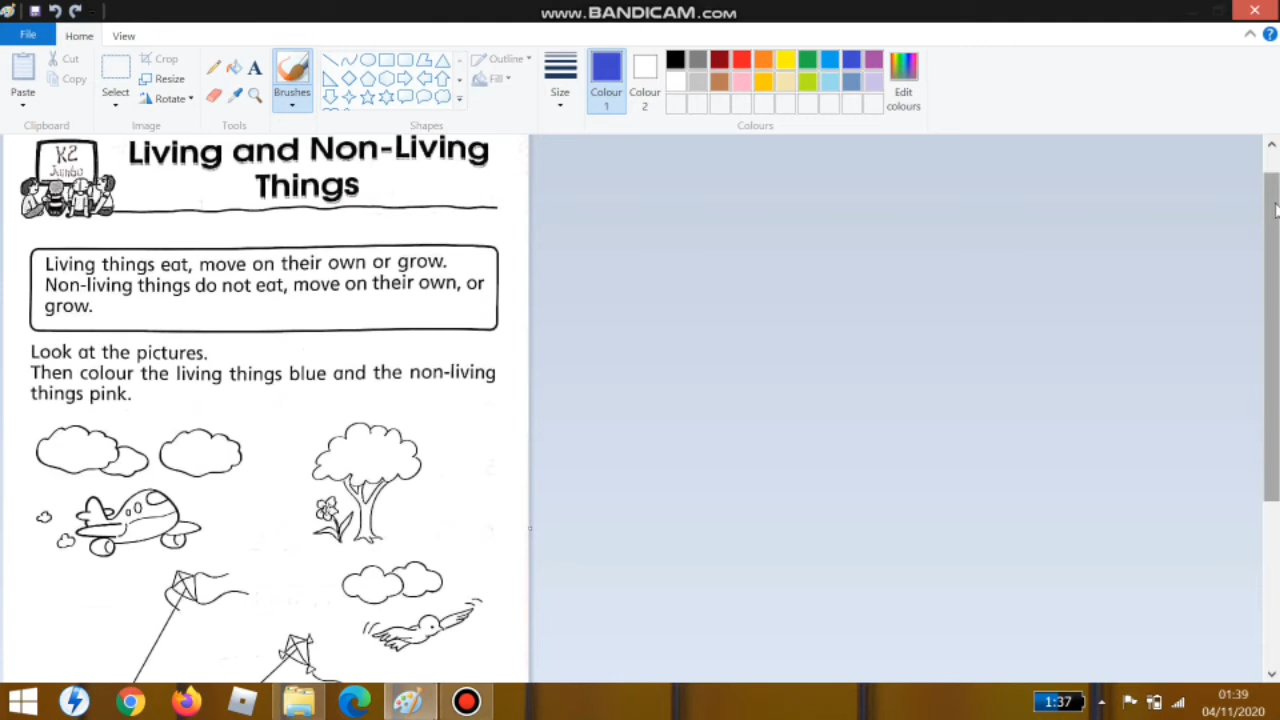 www.BANDICAM.com
File Home View
Cut
Copy
Paste
Clipboard
Crop
Resize
Rotate
Select
Image
Tools
Brushes
Outline
Fill
Shapes
Size
Colour 1
Colour 2
Edit colours
Colours
K2
Jumbo
Living and Non-Living
Things
Living things eat, move on their own or grow.
Non-living things do not eat, move on their own, or
grow.
Look at the pictures.
Then colour the living things blue and the non-living
things pink.
1:37
01:39
04/11/2020